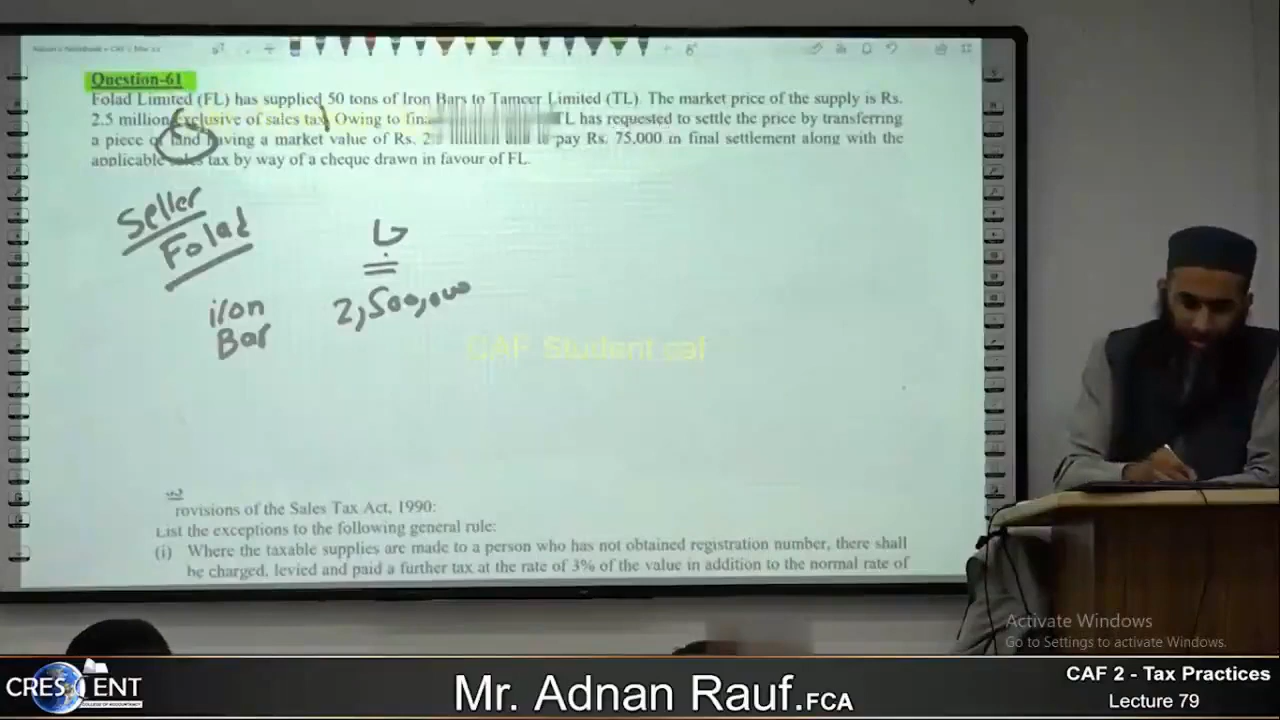 Question-61
Folad Limited (FL) has supplied 50 tons of Iron Bars to Tameer Limited (TL). The market price of the supply is Rs.
2.5 million exclusive of sales tax. Owing to fin TL has requested to settle the price by transferring
a piece of land having a market value of Rs. 2 pay Rs. 75,000 in final settlement along with the
applicable sales tax by way of a cheque drawn in favour of FL.
Seller
Folad
iron
Bar
2,500,000
CAF Student caf
rovisions of the Sales Tax Act, 1990:
List the exceptions to the following general rule:
(i) Where the taxable supplies are made to a person who has not obtained registration number, there shall
be charged, levied and paid a further tax at the rate of 3% of the value in addition to the normal rate of
Activate Windows
Go to Settings to activate Windows.
CRESCENT
COLLEGE OF ACCOUNTANCY
Mr. Adnan Rauf.FCA
CAF 2 - Tax Practices
Lecture 79